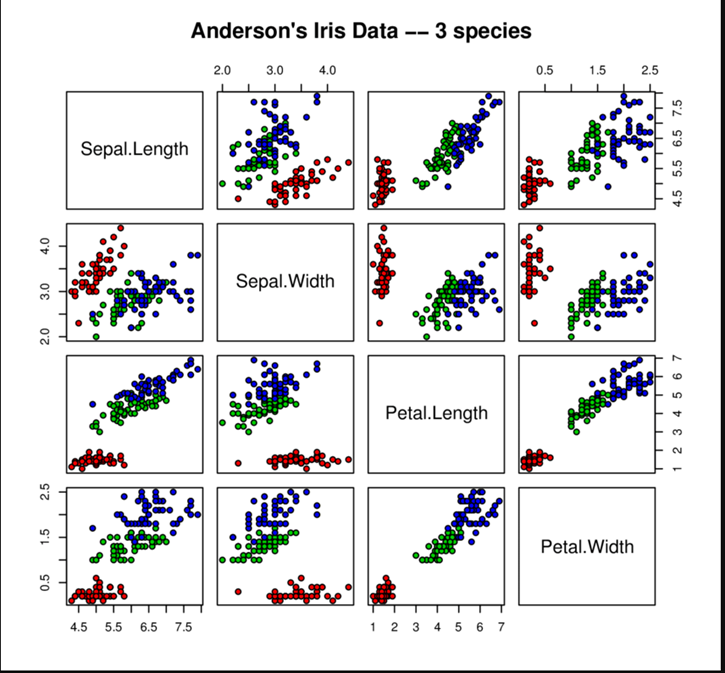 Anderson's Iris Data −− 3 species
2.0 3.0 4.0
0.5 1.5 2.5
Sepal.Length
4.5 5.5 6.5 7.5
2.0 3.0 4.0
Sepal.Width
Petal.Length
1 2 3 4 5 6 7
0.5 1.5 2.5
Petal.Width
4.5 5.5 6.5 7.5
1 2 3 4 5 6 7